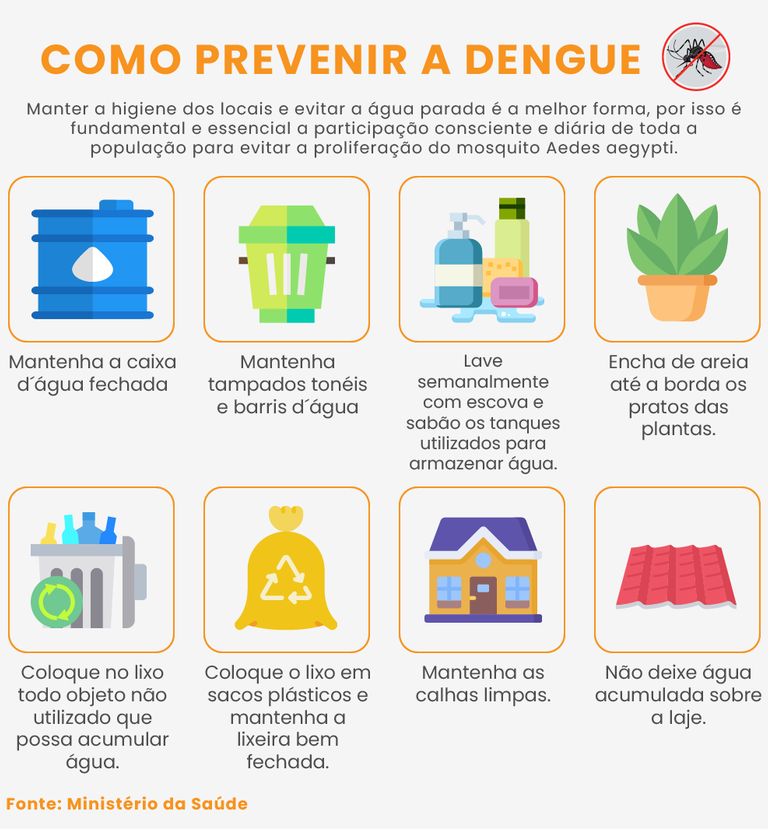 COMO PREVENIR A DENGUE
Manter a higiene dos locais e evitar a água parada é a melhor forma, por isso é
fundamental e essencial a participação consciente e diária de toda a
população para evitar a proliferação do mosquito Aedes aegypti.
Mantenha a caixa
d´água fechada
Mantenha
tampados tonéis
e barris d´água
Lave
semanalmente
com escova e
sabão os tanques
utilizados para
armazenar água.
Encha de areia
até a borda os
pratos das
plantas.
Coloque no lixo
todo objeto não
utilizado que
possa acumular
água.
Coloque o lixo em
sacos plásticos e
mantenha a
lixeira bem
fechada.
Mantenha as
calhas limpas.
Não deixe água
acumulada sobre
a laje.
Fonte: Ministério da Saúde